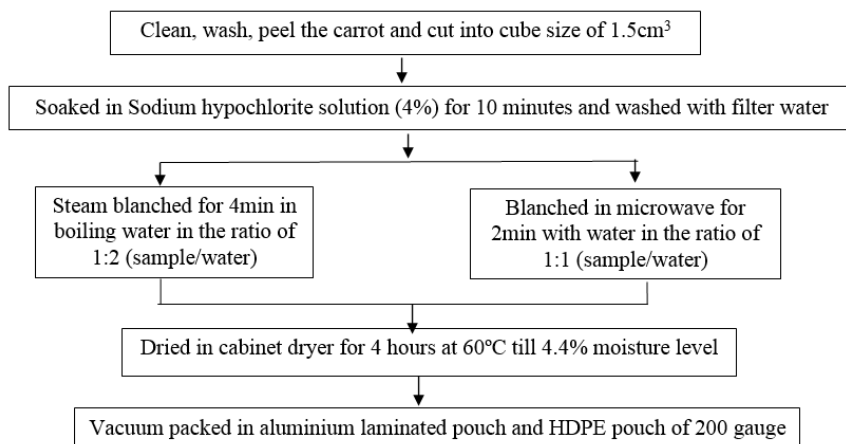 Clean, wash, peel the carrot and cut into cube size of 1.5cm³
Soaked in Sodium hypochlorite solution (4%) for 10 minutes and washed with filter water
Steam blanched for 4min in
boiling water in the ratio of
1:2 (sample/water)
Blanched in microwave for
2min with water in the ratio of
1:1 (sample/water)
Dried in cabinet dryer for 4 hours at 60ºC till 4.4% moisture level
Vacuum packed in aluminium laminated pouch and HDPE pouch of 200 gauge